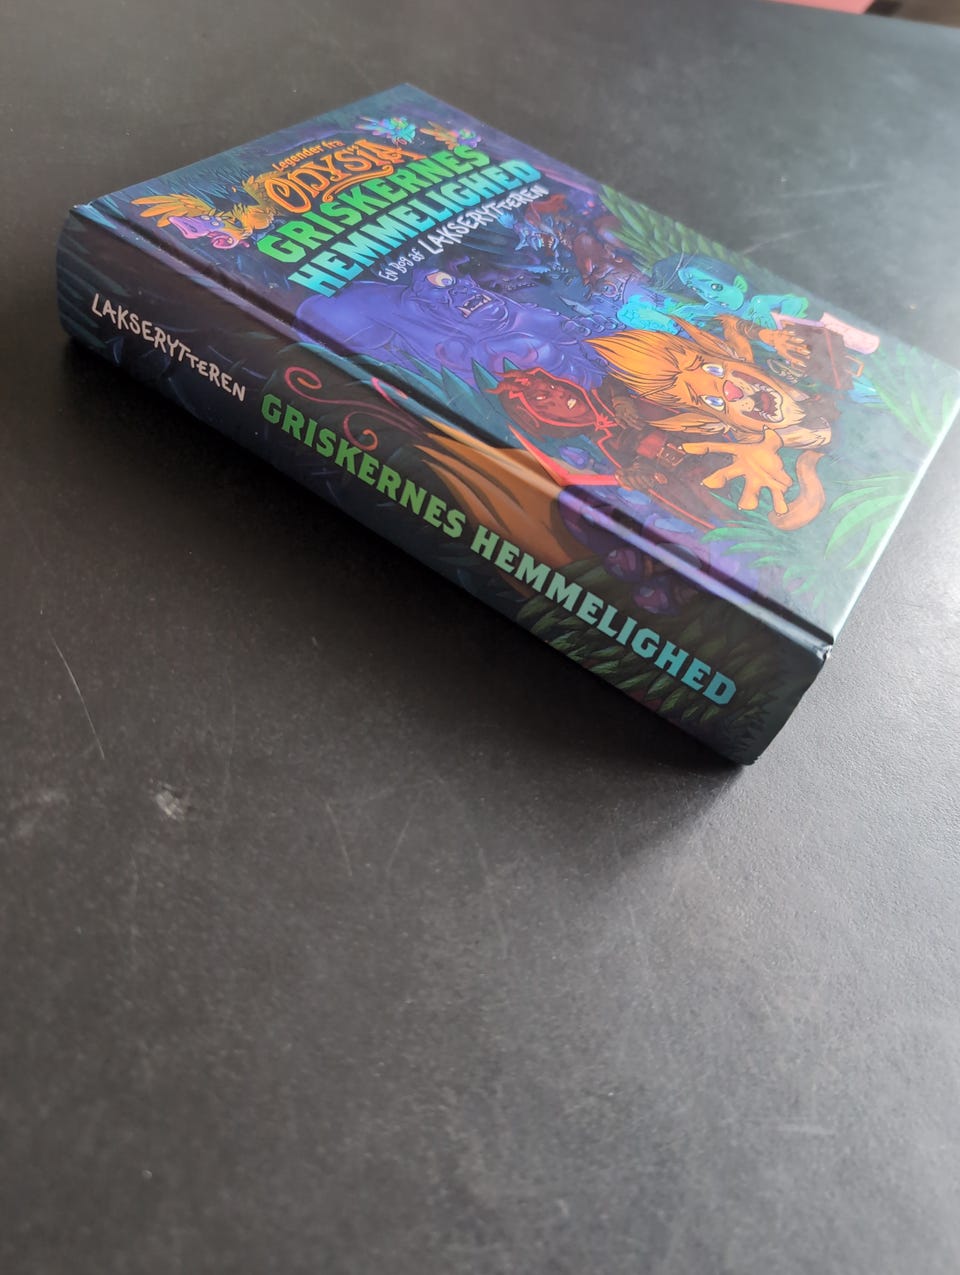 Legender fra
ODYSIA
GRISKERNES
HEMMELIGHED
En Bog af LAKSERYTTEREN
LAKSERYTTEREN
GRISKERNES HEMMELIGHED